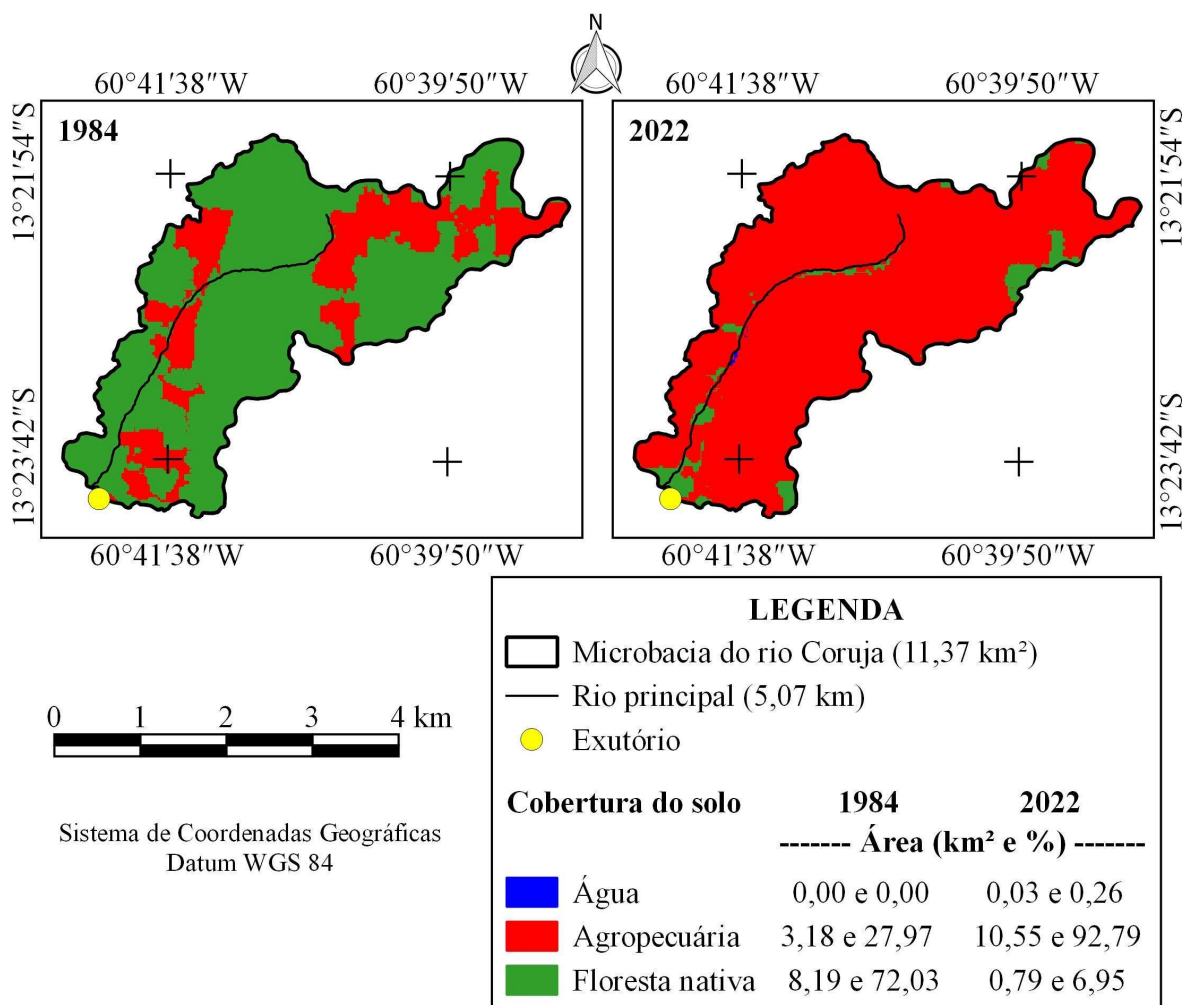 N
60°41'38"W 60°39'50"W 60°41'38"W 60°39'50"W
1984 2022
13°21'54"S 13°21'54"S
13°23'42"S 13°23'42"S
60°41'38"W 60°39'50"W 60°41'38"W 60°39'50"W
LEGENDA
Microbacia do rio Coruja (11,37 km²)
Rio principal (5,07 km)
Exutório
0 1 2 3 4 km
Sistema de Coordenadas Geográficas
Datum WGS 84
Cobertura do solo 1984 2022
------- Área (km² e %) -------
Água 0,00 e 0,00 0,03 e 0,26
Agropecuária 3,18 e 27,97 10,55 e 92,79
Floresta nativa 8,19 e 72,03 0,79 e 6,95